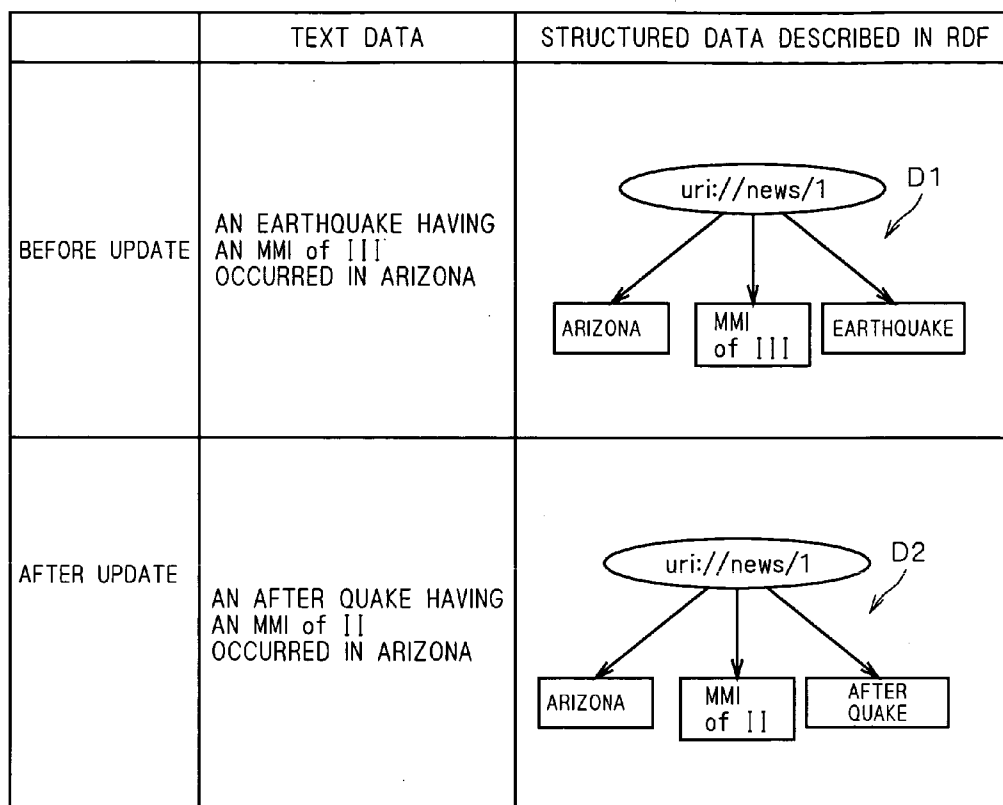 TEXT DATA
STRUCTURED DATA DESCRIBED IN RDF
BEFORE UPDATE
AN EARTHQUAKE HAVING
AN MMI of III
OCCURRED IN ARIZONA
uri://news/1
D1
ARIZONA
MMI
of III
EARTHQUAKE
AFTER UPDATE
AN AFTER QUAKE HAVING
AN MMI of II
OCCURRED IN ARIZONA
uri://news/1
D2
ARIZONA
MMI
of II
AFTER
QUAKE